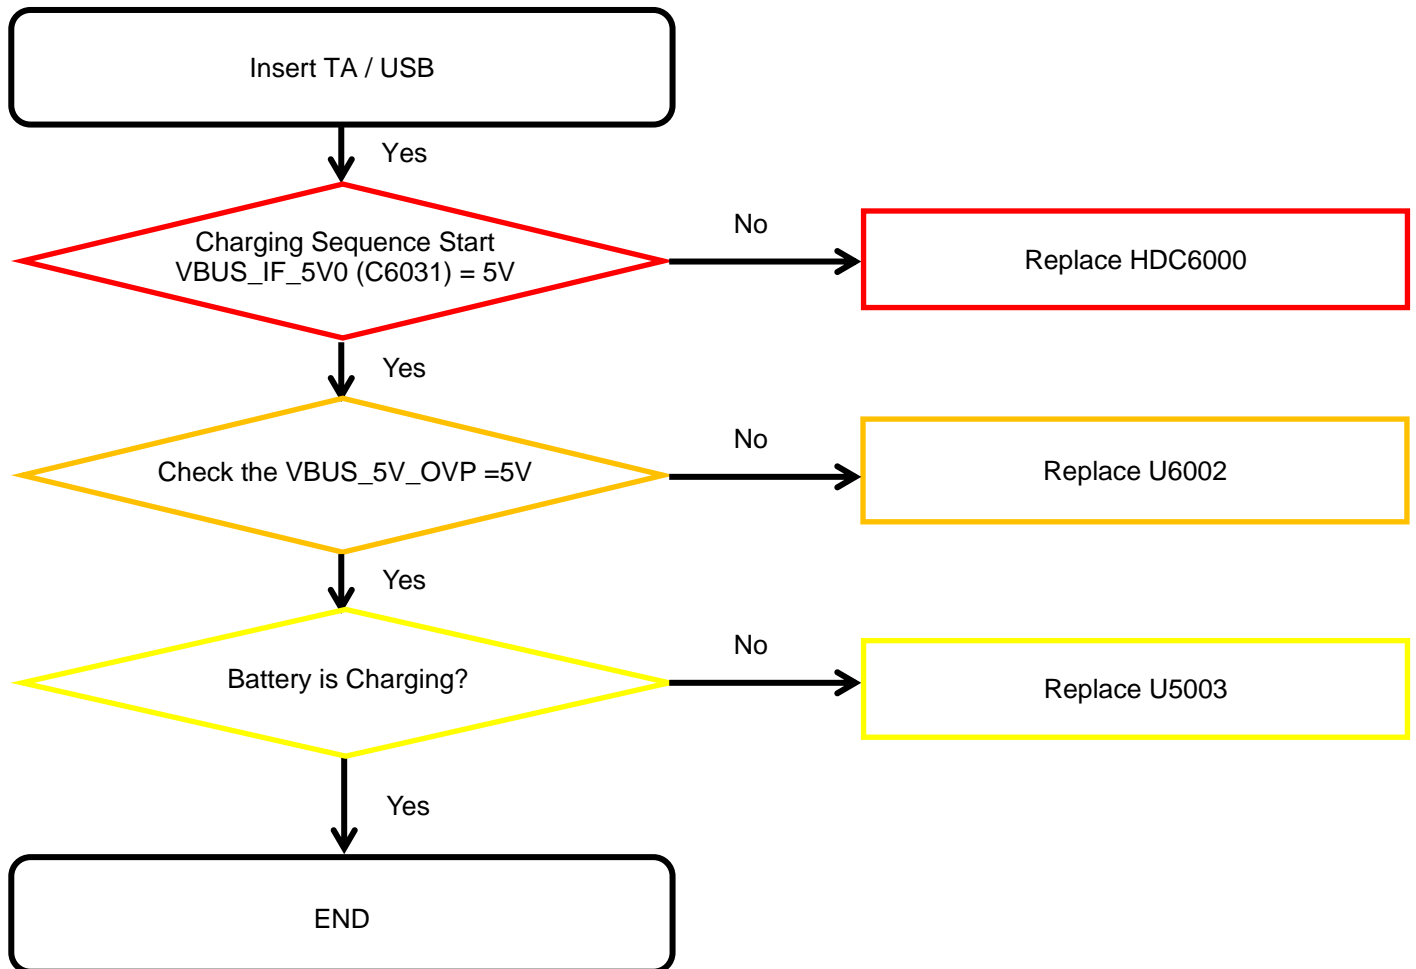 Insert TA / USB
Yes
Charging Sequence Start
VBUS_IF_5V0 (C6031) = 5V
No
Replace HDC6000
Yes
Check the VBUS_5V_OVP =5V
No
Replace U6002
Yes
Battery is Charging?
No
Replace U5003
Yes
END